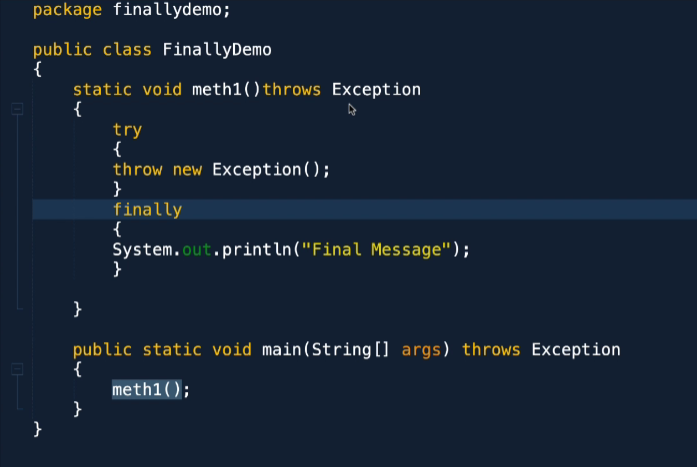 package finallydemo;
public class FinallyDemo
{
static void meth1()throws Exception
{
try
{
throw new Exception();
}
finally
{
System.out.println("Final Message");
}
}
public static void main(String[] args) throws Exception
{
meth1();
}
}